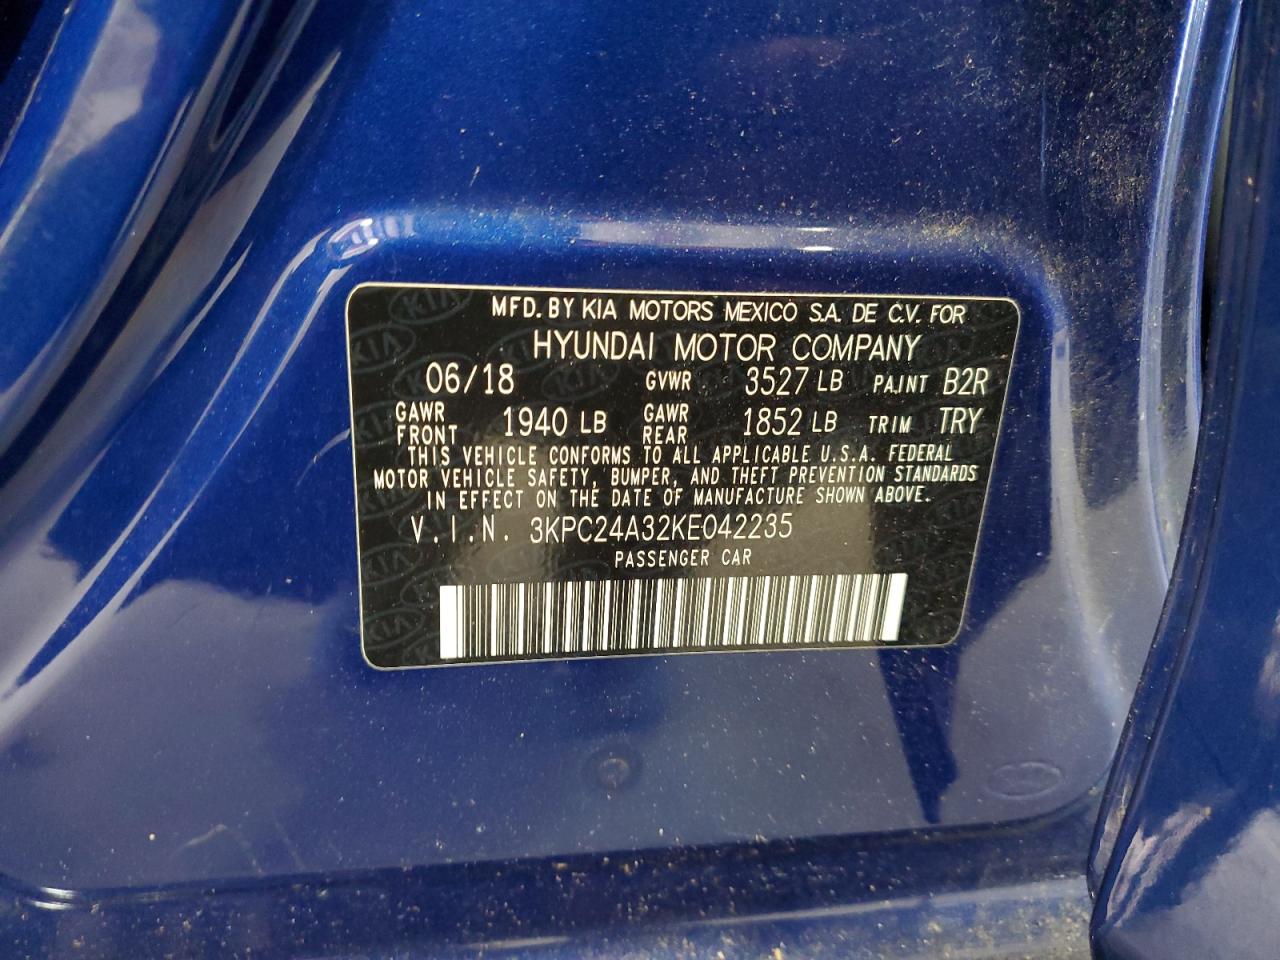 MFD. BY KIA MOTORS MEXICO S.A. DE C.V. FOR
HYUNDAI MOTOR COMPANY
06/18 GVWR 3527 LB PAINT B2R
GAWR FRONT 1940 LB GAWR REAR 1852 LB TRIM TRY
THIS VEHICLE CONFORMS TO ALL APPLICABLE U.S.A. FEDERAL
MOTOR VEHICLE SAFETY, BUMPER, AND THEFT PREVENTION STANDARDS
IN EFFECT ON THE DATE OF MANUFACTURE SHOWN ABOVE.
V.I.N. 3KPC24A32KE042235
PASSENGER CAR